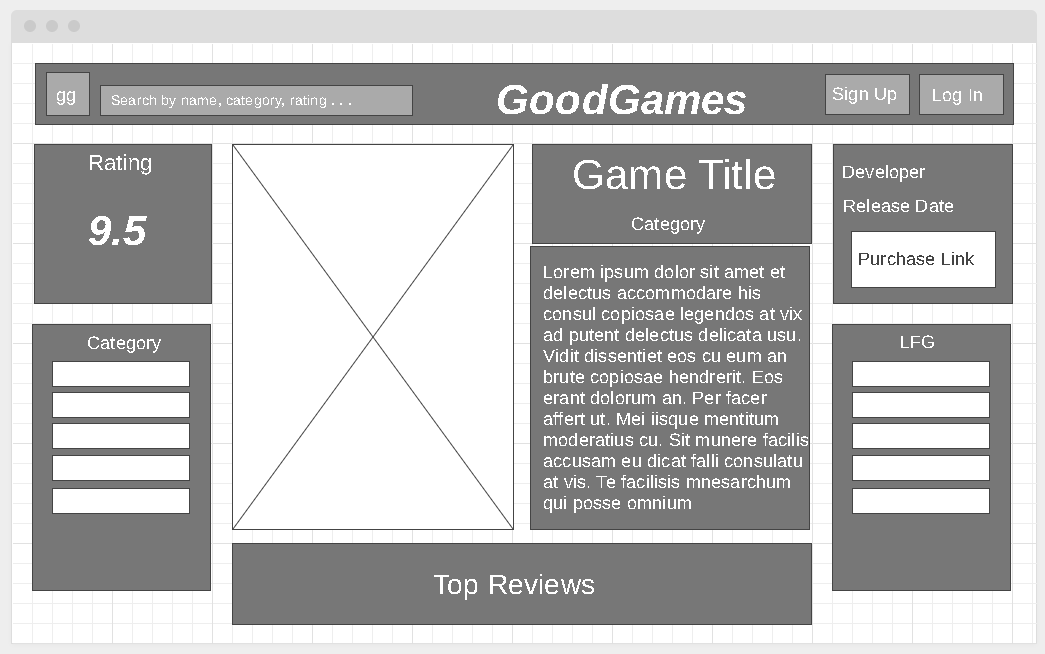 gg
Search by name, category, rating . . .
GoodGames
Sign Up
Log In
Rating
9.5
Category
Game Title
Category
Lorem ipsum dolor sit amet et
delectus accommodare his
consul copiosae legendos at vix
ad putent delectus delicata usu.
Vidit dissentiet eos cu eum an
brute copiosae hendrerit. Eos
erant dolorum an. Per facer
affert ut. Mei iisque mentitum
moderatius cu. Sit munere facilis
accusam eu dicat falli consulatu
at vis. Te facilisis mnesarchum
qui posse omnium
Developer
Release Date
Purchase Link
LFG
Top Reviews